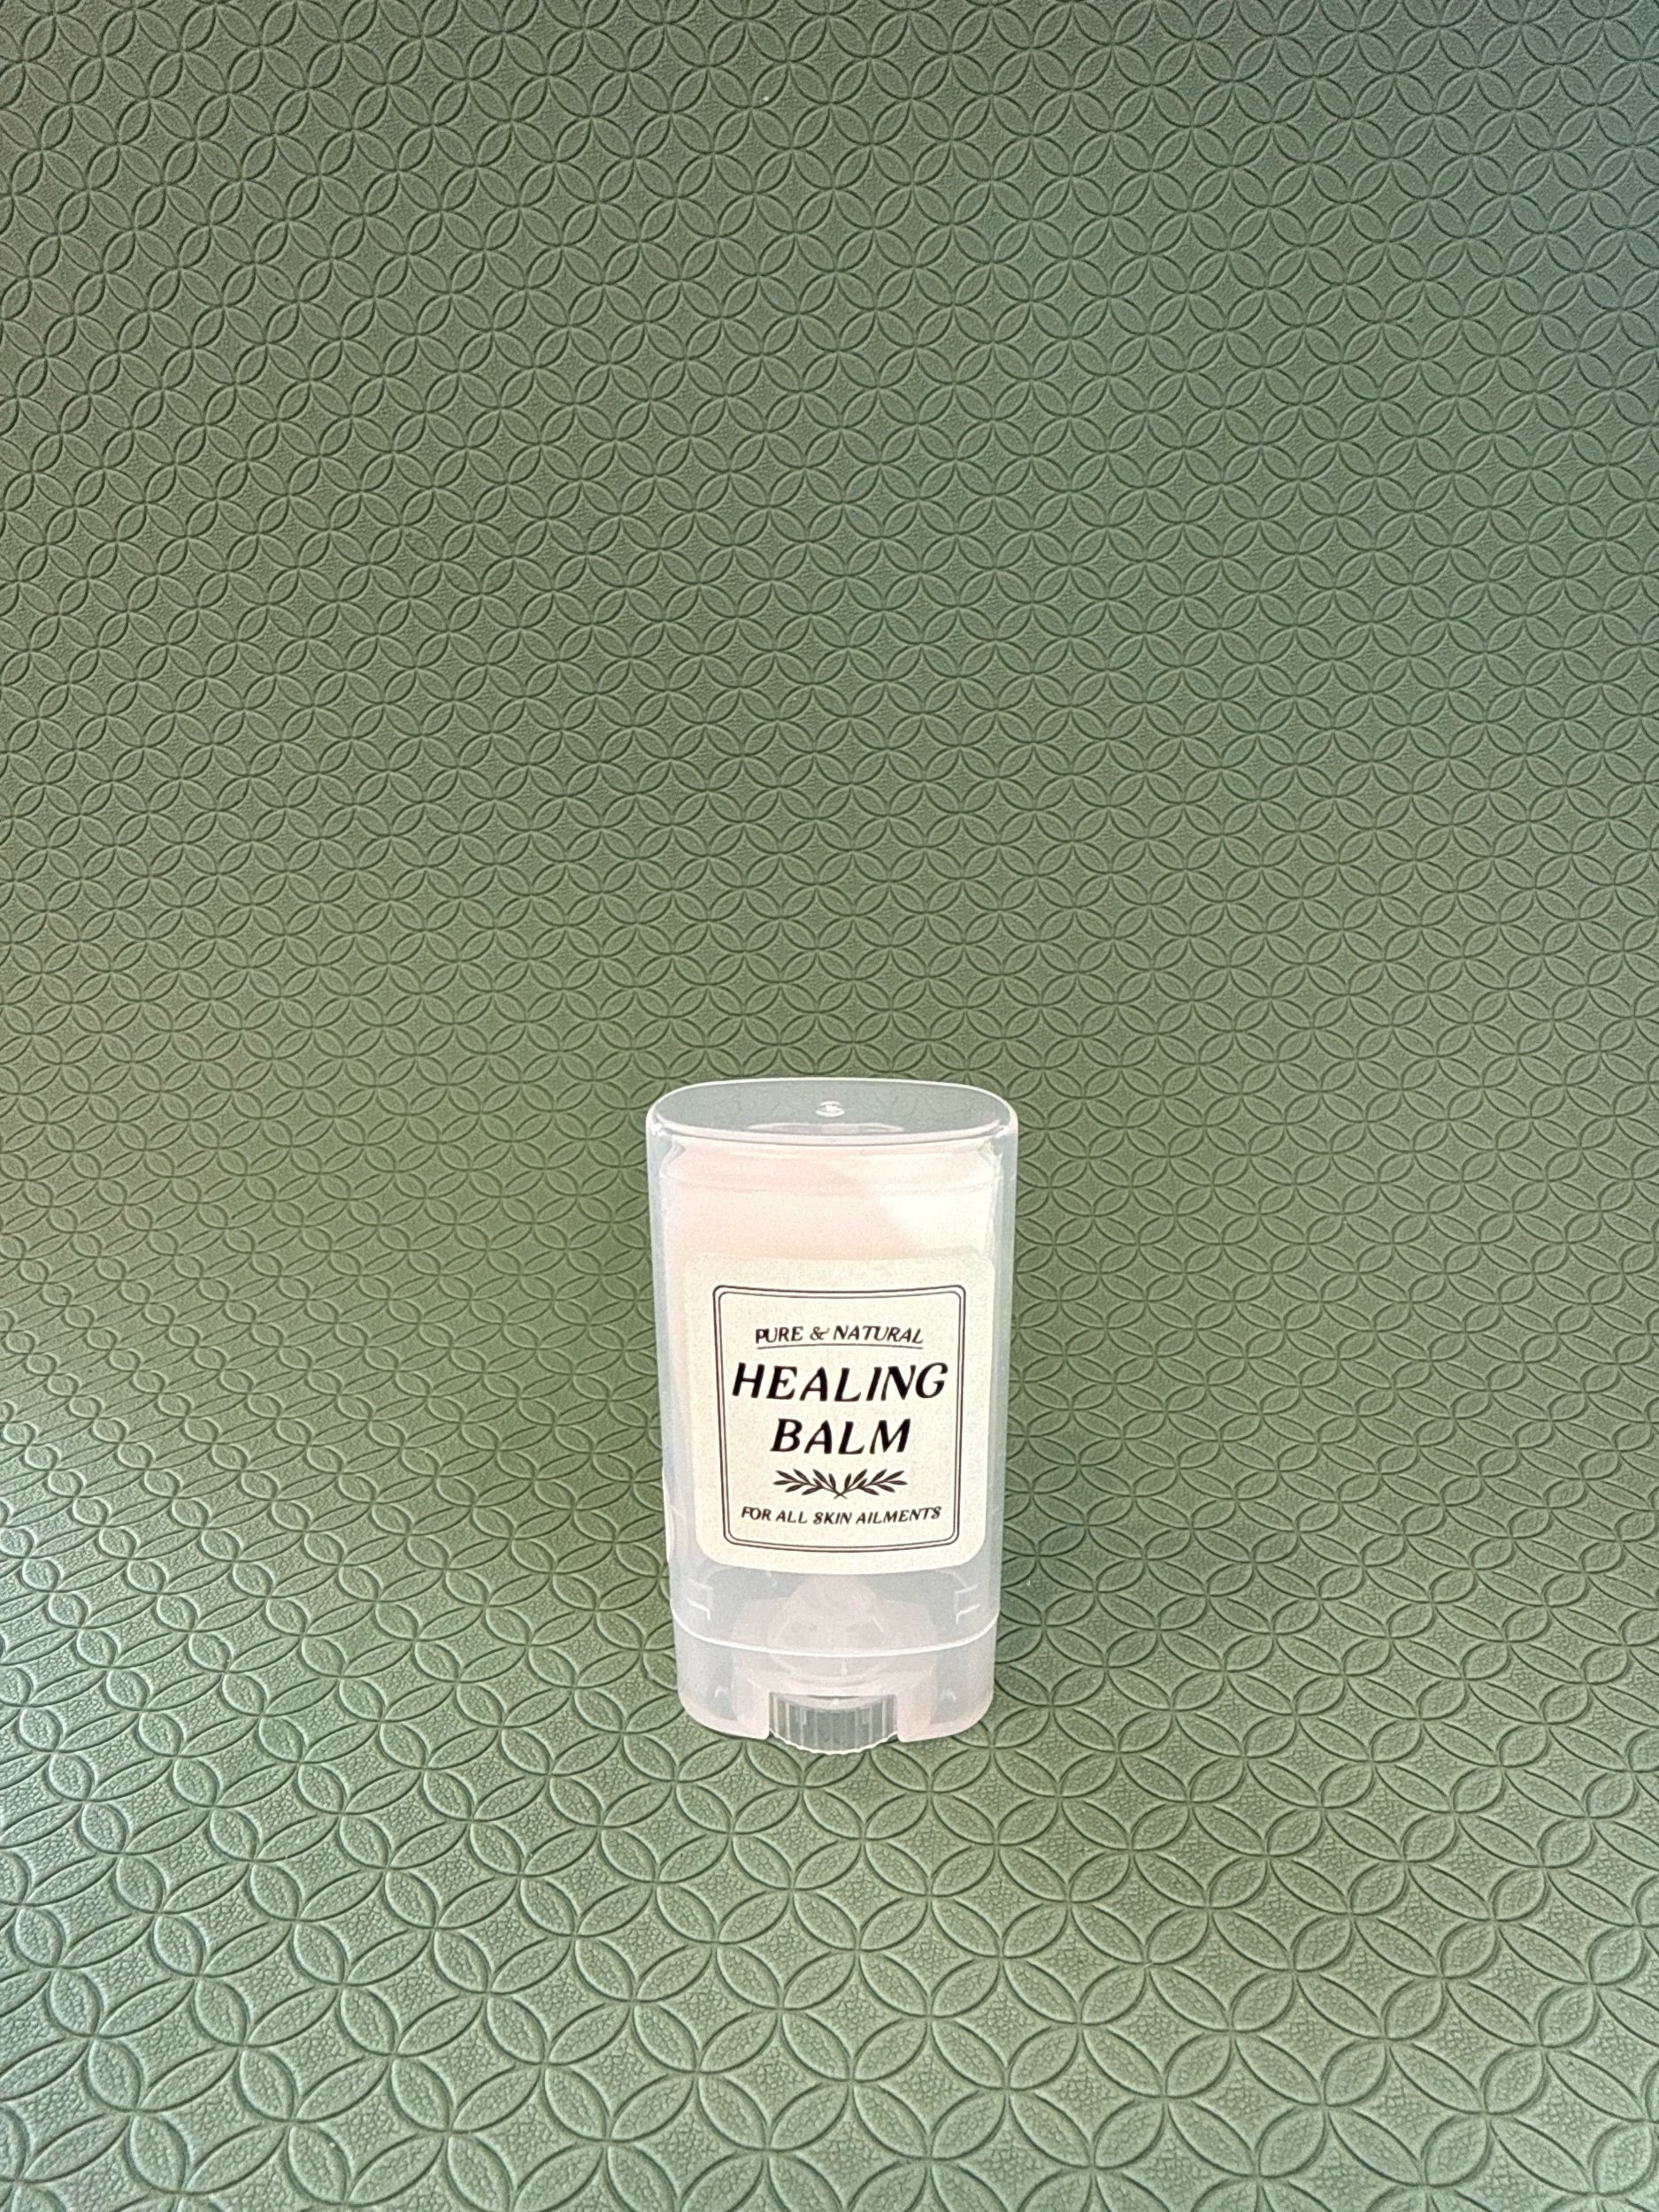 PURE & NATURAL
HEALING
BALM
FOR ALL SKIN AILMENTS